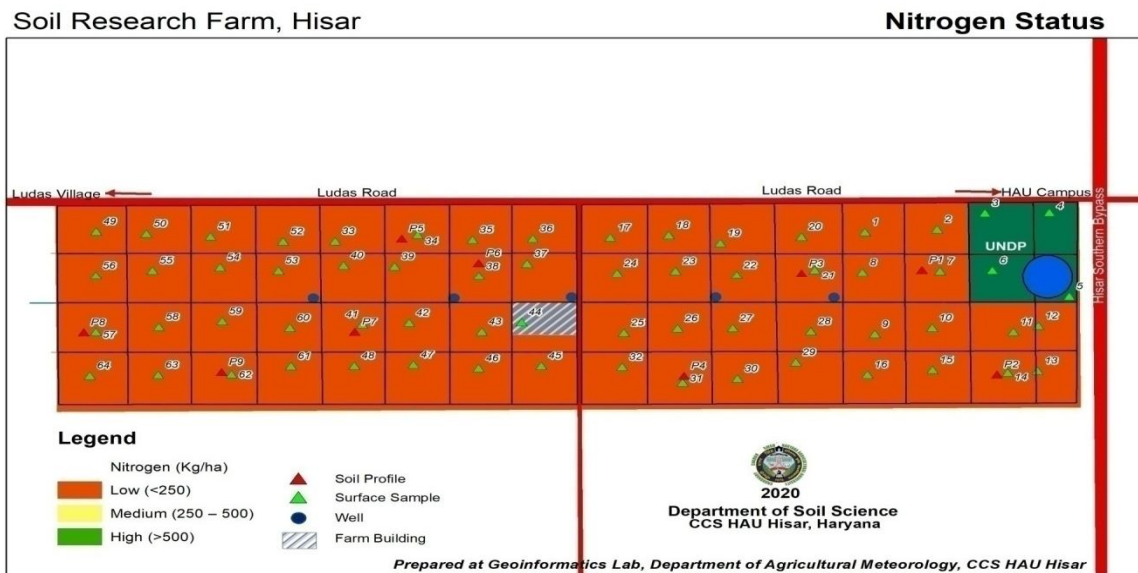 Soil Research Farm, Hisar
Nitrogen Status
Ludas Village
Ludas Road
Ludas Road
HAU Campus
Hisar Southern Bypass
49 50 51 52 33 P5 34 35 36 17 18 19 20 1 2 3 4
UNDP
56 55 54 53 40 39 P6 38 37 24 23 22 P3 21 8 P1 7 6 5
P8 57 58 59 60 41 P7 42 43 44 25 26 27 28 9 10 11 12
64 63 P9 62 61 48 47 46 45 32 P4 31 30 29 16 15 P2 14 13
Legend
Nitrogen (Kg/ha)
Low (<250)
Medium (250 – 500)
High (>500)
Soil Profile
Surface Sample
Well
Farm Building
2020
Department of Soil Science
CCS HAU Hisar, Haryana
Prepared at Geoinformatics Lab, Department of Agricultural Meteorology, CCS HAU Hisar